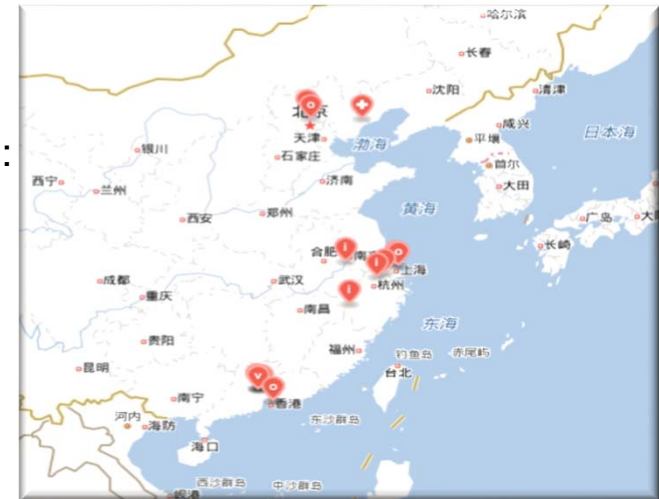 哈尔滨
长春
沈阳
清津
北京
咸兴
天津
渤海
平壤
日本海
银川
石家庄
首尔
西宁
济南
大田
兰州
黄海
西安
郑州
广岛
合肥
长崎
上海
成都
武汉
杭州
重庆
南昌
东海
贵阳
福州
钓鱼岛
赤尾屿
昆明
台北
南宁
香港
河内
海防
东沙群岛
海口
西沙群岛
中沙群岛
岘港